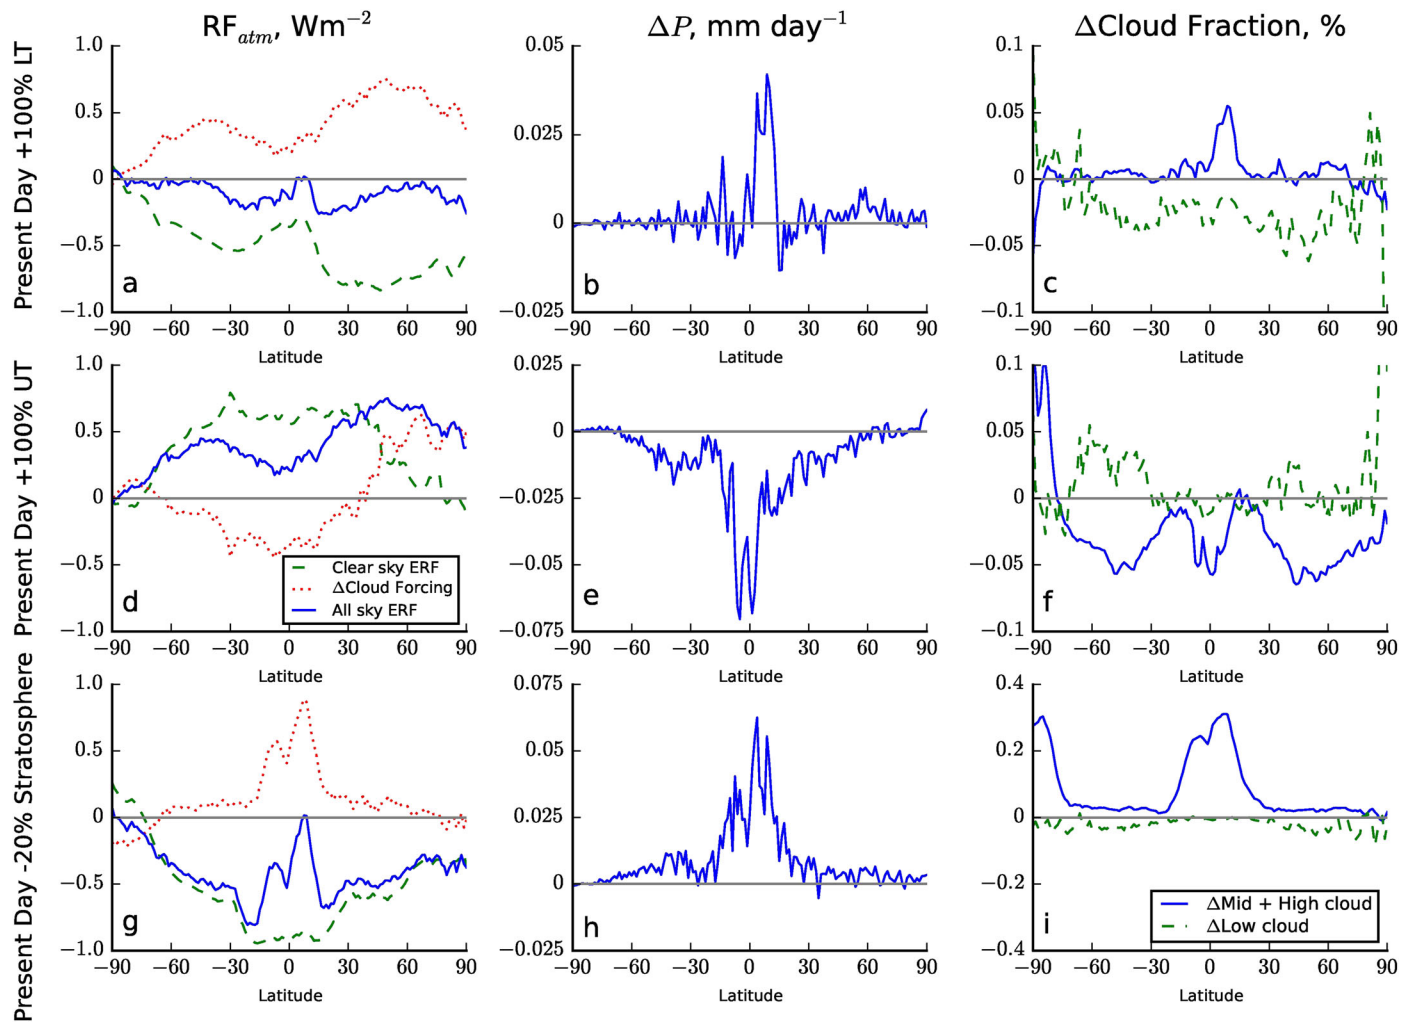 RF_atm, Wm⁻²
ΔP, mm day⁻¹
ΔCloud Fraction, %
Present Day +100% LT
1.0
0.5
0
−0.5
−1.0
−90 −60 −30 0 30 60 90
Latitude
a
0.05
0.025
0
−0.025
−90 −60 −30 0 30 60 90
Latitude
b
0.1
0.05
0
−0.05
−0.1
−90 −60 −30 0 30 60 90
Latitude
c
Present Day +100% UT
1.0
0.5
0
−0.5
−1.0
−90 −60 −30 0 30 60 90
Latitude
d
Clear sky ERF
ΔCloud Forcing
All sky ERF
0.025
0
−0.025
−0.05
−0.075
−90 −60 −30 0 30 60 90
Latitude
e
0.1
0.05
0
−0.05
−0.1
−90 −60 −30 0 30 60 90
Latitude
f
Present Day -20% Stratosphere
1.0
0.5
0
−0.5
−1.0
−90 −60 −30 0 30 60 90
Latitude
g
0.075
0.05
0.025
0
−0.025
−90 −60 −30 0 30 60 90
Latitude
h
0.4
0.2
0
−0.2
−0.4
−90 −60 −30 0 30 60 90
Latitude
i
ΔMid + High cloud
ΔLow cloud